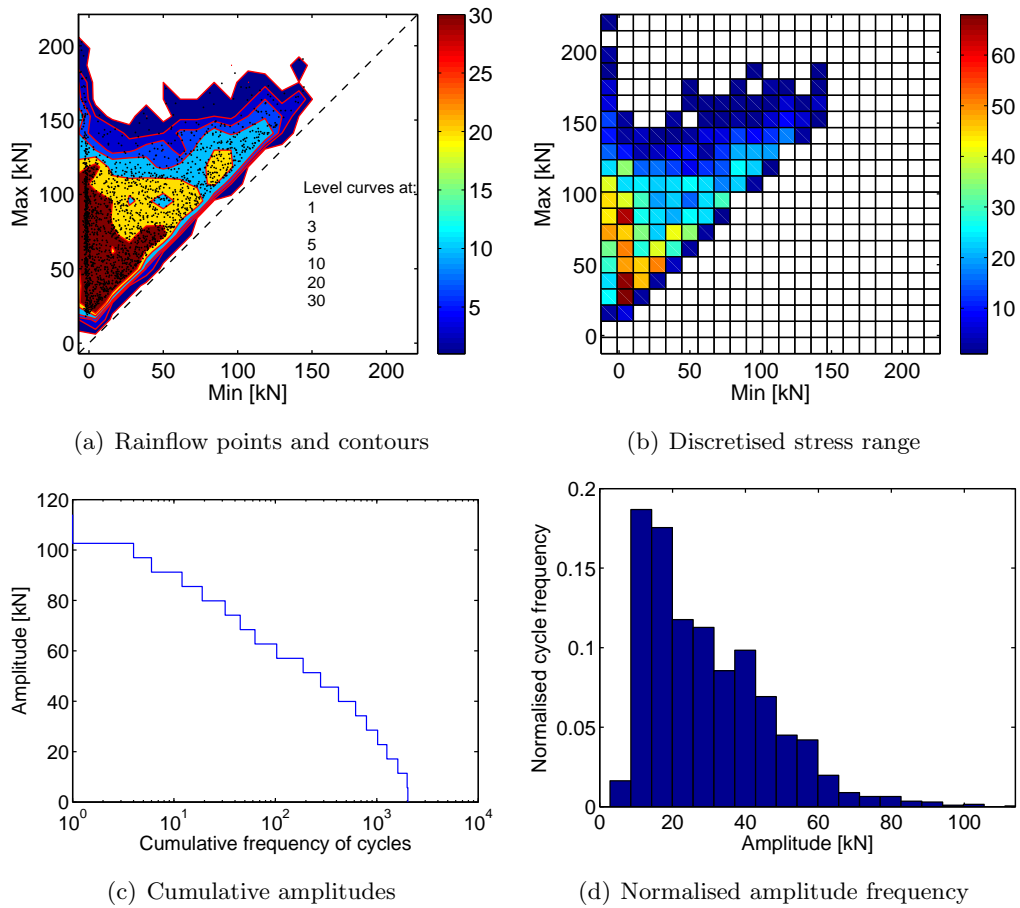 200
150
100
50
0
Max [kN]
0 50 100 150 200
Min [kN]
Level curves at:
1
3
5
10
20
30
30
25
20
15
10
5
(a) Rainflow points and contours
200
150
100
50
0
Max [kN]
0 50 100 150 200
Min [kN]
60
50
40
30
20
10
(b) Discretised stress range
120
100
80
60
40
20
0
Amplitude [kN]
10^0 10^1 10^2 10^3 10^4
Cumulative frequency of cycles
(c) Cumulative amplitudes
0.2
0.15
0.1
0.05
0
Normalised cycle frequency
0 20 40 60 80 100
Amplitude [kN]
(d) Normalised amplitude frequency